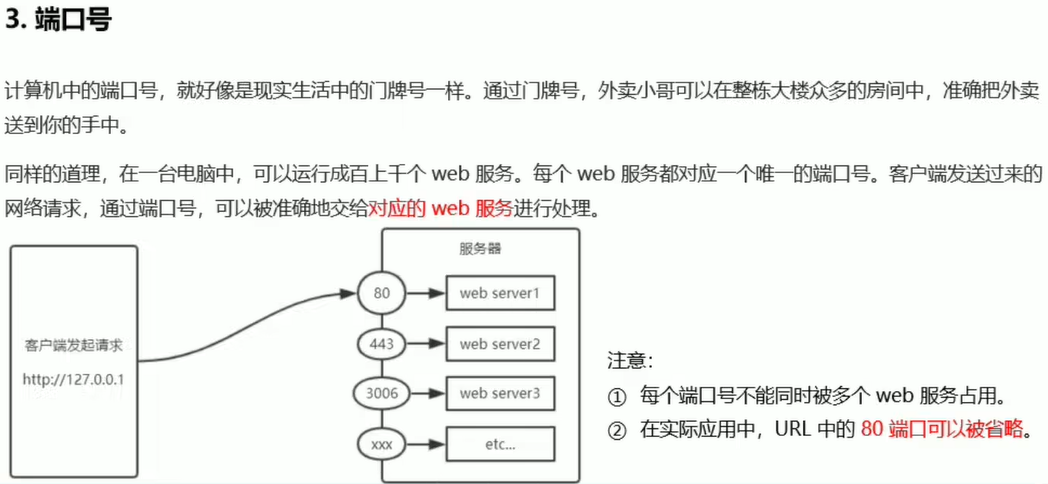 3. 端口号
计算机中的端口号，就好像是现实生活中的门牌号一样。通过门牌号，外卖小哥可以在整栋大楼众多的房间中，准确把外卖
送到你的手中。
同样的道理，在一台电脑中，可以运行成百上千个 web 服务。每个 web 服务都对应一个唯一的端口号。客户端发送过来的
网络请求，通过端口号，可以被准确地交给对应的 web 服务进行处理。
客户端发起请求
http://127.0.0.1
服务器
80
web server1
443
web server2
3006
web server3
xxx
etc...
注意：
① 每个端口号不能同时被多个 web 服务占用。
② 在实际应用中，URL 中的 80 端口可以被省略。